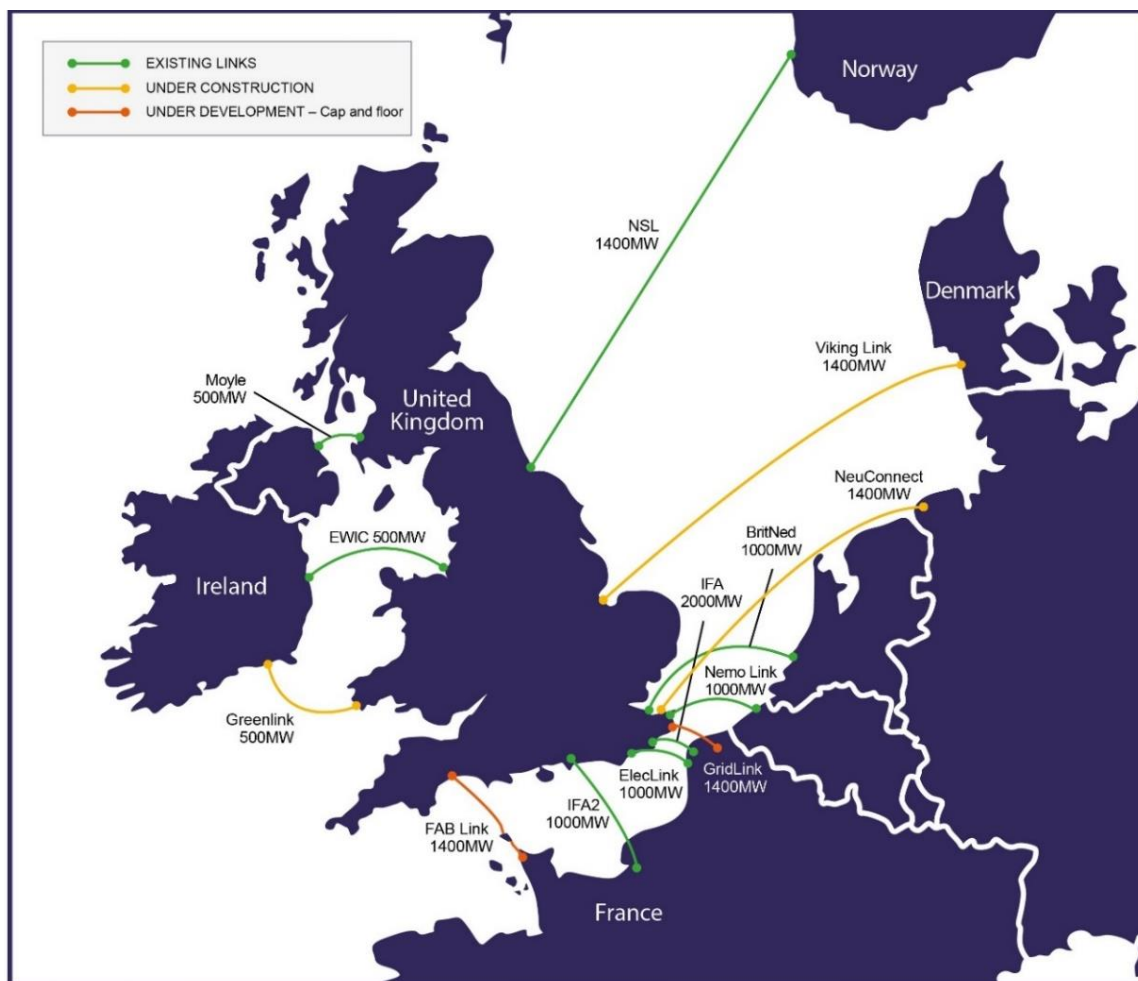 EXISTING LINKS
UNDER CONSTRUCTION
UNDER DEVELOPMENT – Cap and floor
Norway
NSL
1400MW
Denmark
Viking Link
1400MW
Moyle
500MW
United
Kingdom
NeuConnect
1400MW
BritNed
1000MW
EWIC 500MW
IFA
2000MW
Ireland
Nemo Link
1000MW
Greenlink
500MW
ElecLink
1000MW
GridLink
1400MW
IFA2
1000MW
FAB Link
1400MW
France